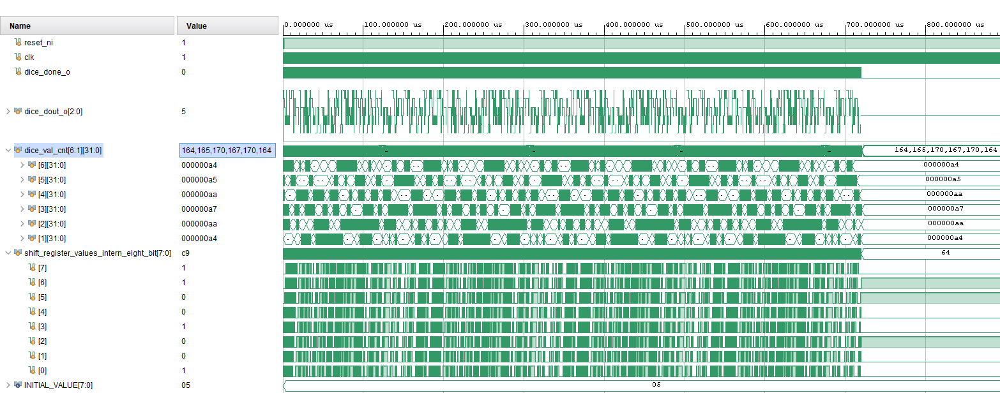 Name Value 0.000000 us 100.000000 us 200.000000 us 300.000000 us 400.000000 us 500.000000 us 600.000000 us 700.000000 us 800.000000 us
reset_ni 1
clk 1
dice_done_o 0
dice_dout_o[2:0] 5
dice_val_cnt[6:1][31:0] 164,165,170,167,170,164 164,165,170,167,170,164
[6][31:0] 000000a4 000000a4
[5][31:0] 000000a5 000000a5
[4][31:0] 000000aa 000000aa
[3][31:0] 000000a7 000000a7
[2][31:0] 000000aa 000000aa
[1][31:0] 000000a4 000000a4
shift_register_values_intern_eight_bit[7:0] c9 64
[7] 1
[6] 1
[5] 0
[4] 0
[3] 1
[2] 0
[1] 0
[0] 1
INITIAL_VALUE[7:0] 05 05